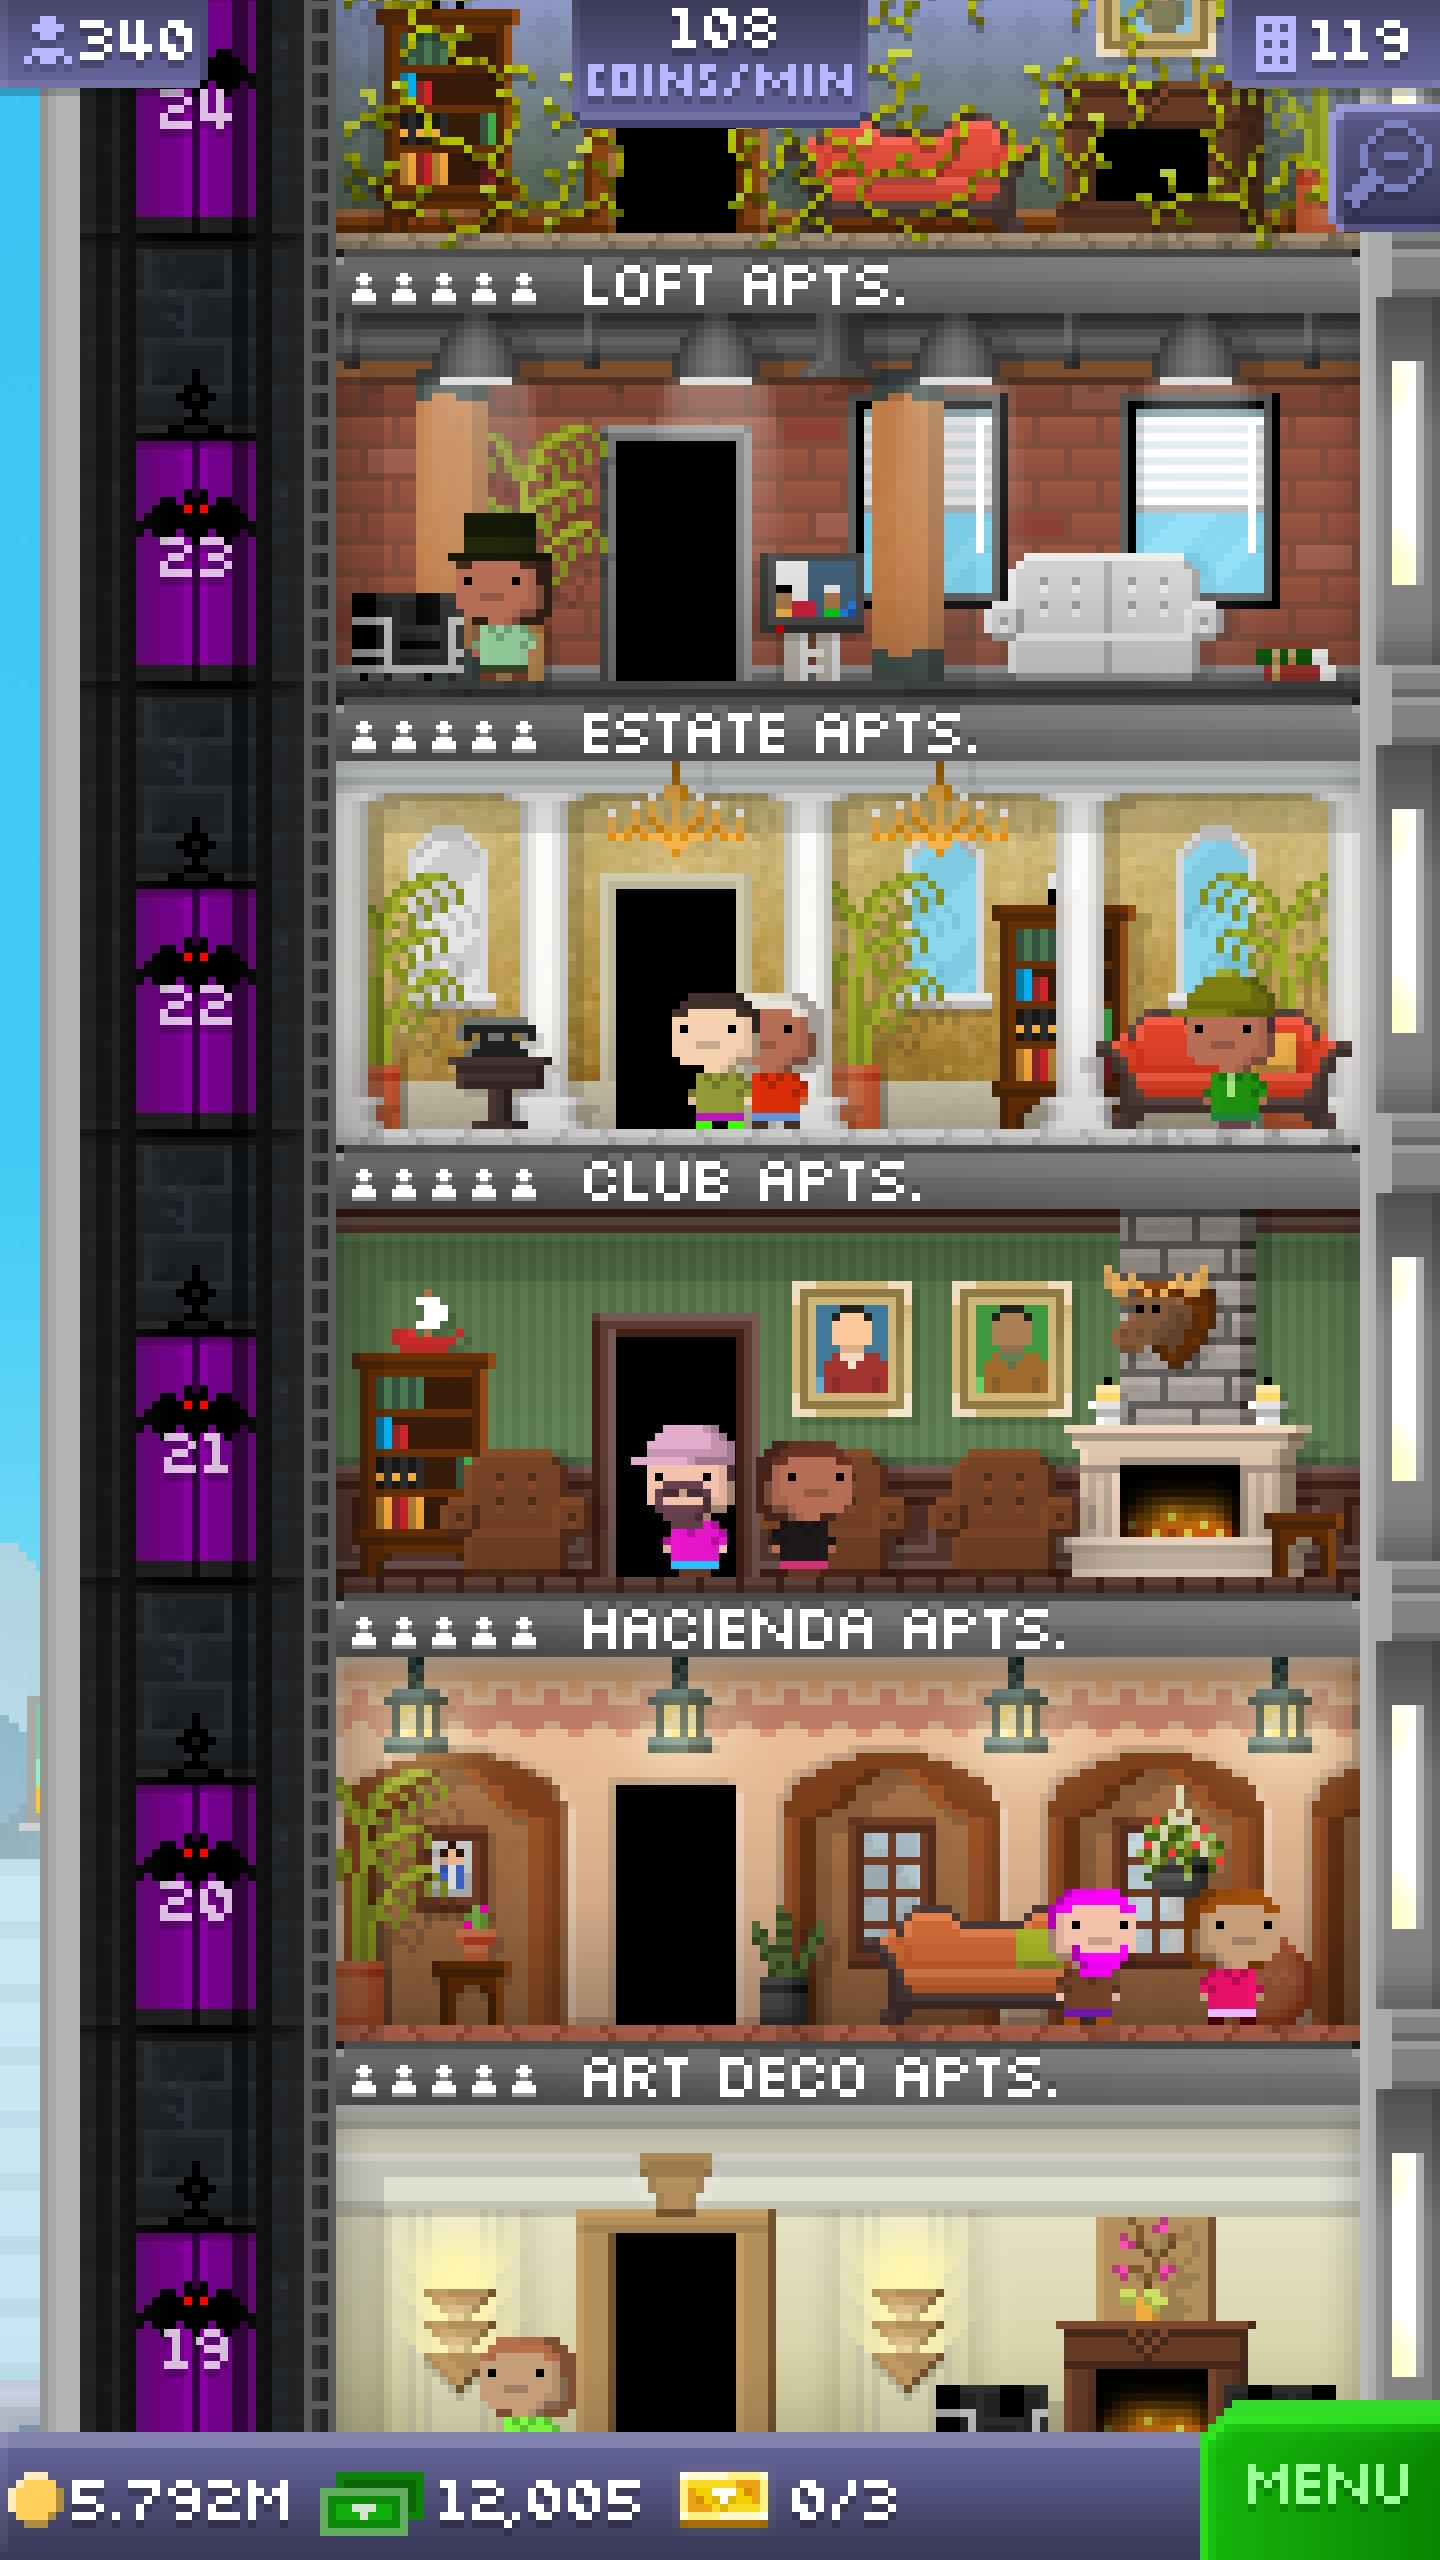 340
108
COINS/MIN
119
24
LOFT APTS.
23
ESTATE APTS.
22
CLUB APTS.
21
HACIENDA APTS.
20
ART DECO APTS.
19
5.792M 12,005 0/3
MENU